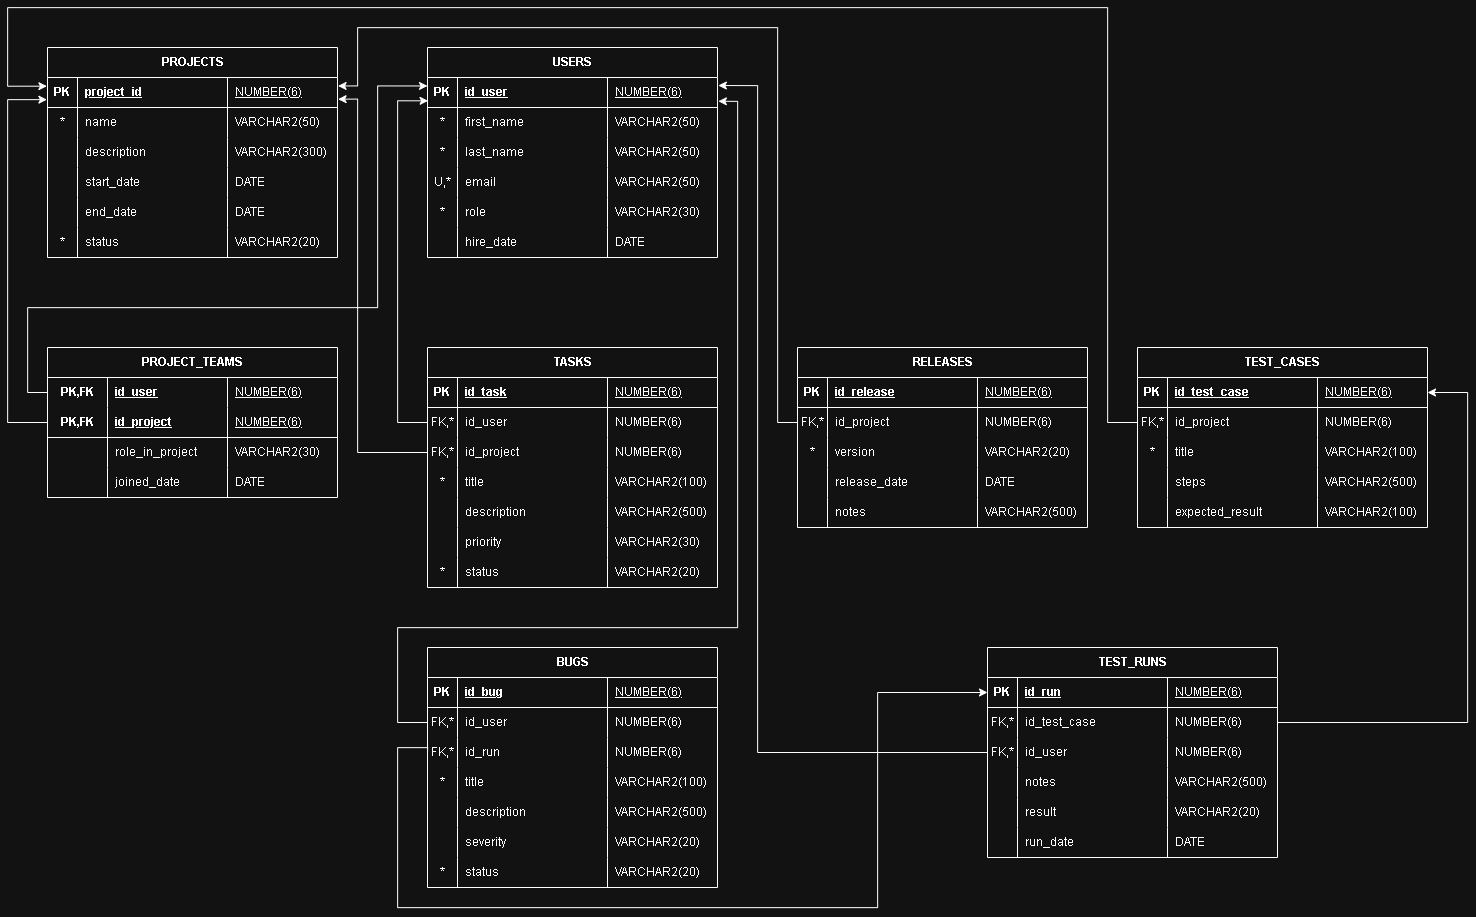 PROJECTS
PK project_id NUMBER(6)
* name VARCHAR2(50)
description VARCHAR2(300)
start_date DATE
end_date DATE
* status VARCHAR2(20)
USERS
PK id_user NUMBER(6)
* first_name VARCHAR2(50)
* last_name VARCHAR2(50)
U,* email VARCHAR2(50)
* role VARCHAR2(30)
hire_date DATE
PROJECT_TEAMS
PK,FK id_user NUMBER(6)
PK,FK id_project NUMBER(6)
role_in_project VARCHAR2(30)
joined_date DATE
TASKS
PK id_task NUMBER(6)
FK,* id_user NUMBER(6)
FK,* id_project NUMBER(6)
* title VARCHAR2(100)
description VARCHAR2(500)
priority VARCHAR2(30)
* status VARCHAR2(20)
RELEASES
PK id_release NUMBER(6)
FK,* id_project NUMBER(6)
* version VARCHAR2(20)
release_date DATE
notes VARCHAR2(500)
TEST_CASES
PK id_test_case NUMBER(6)
FK,* id_project NUMBER(6)
* title VARCHAR2(100)
steps VARCHAR2(500)
expected_result VARCHAR2(100)
BUGS
PK id_bug NUMBER(6)
FK,* id_user NUMBER(6)
FK,* id_run NUMBER(6)
* title VARCHAR2(100)
description VARCHAR2(500)
severity VARCHAR2(20)
* status VARCHAR2(20)
TEST_RUNS
PK id_run NUMBER(6)
FK,* id_test_case NUMBER(6)
FK,* id_user NUMBER(6)
notes VARCHAR2(500)
result VARCHAR2(20)
run_date DATE